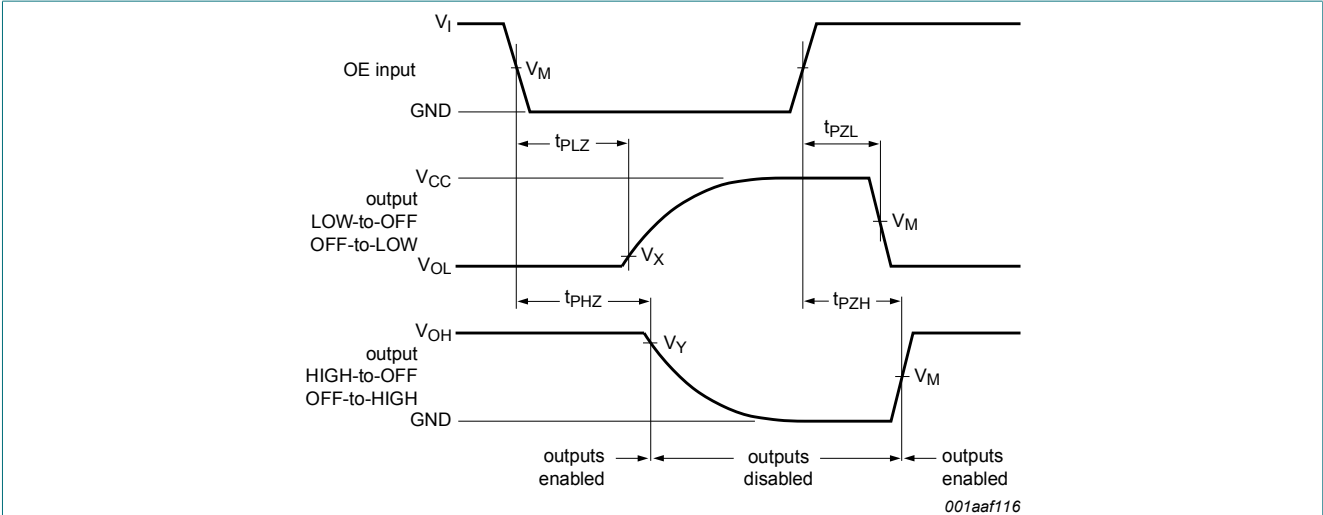 VI
OE input
VM
GND
tPLZ
tPZL
VCC
output
LOW-to-OFF
OFF-to-LOW
VM
VX
VOL
tPHZ
tPZH
VOH
output
HIGH-to-OFF
OFF-to-HIGH
VY
VM
GND
outputs
enabled
outputs
disabled
outputs
enabled
001aaf116